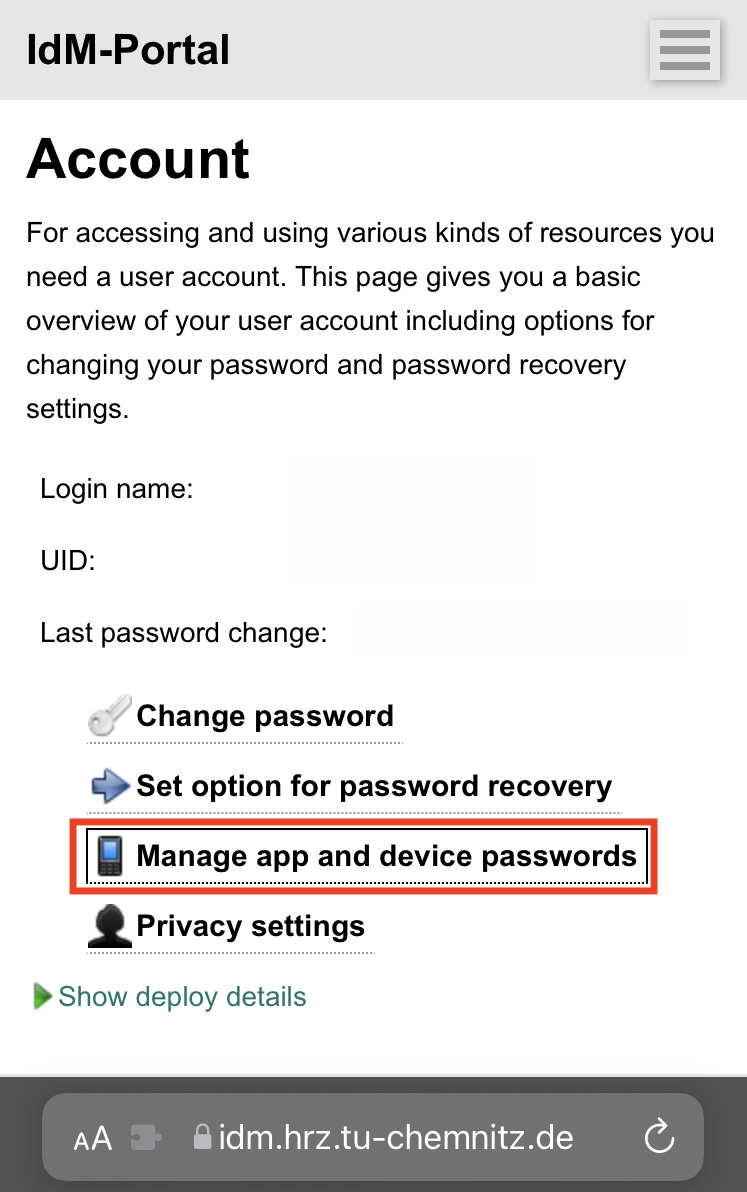 IdM-Portal
Account
For accessing and using various kinds of resources you
need a user account. This page gives you a basic
overview of your user account including options for
changing your password and password recovery
settings.
Login name:
UID:
Last password change:
Change password
Set option for password recovery
Manage app and device passwords
Privacy settings
Show deploy details
AA idm.hrz.tu-chemnitz.de